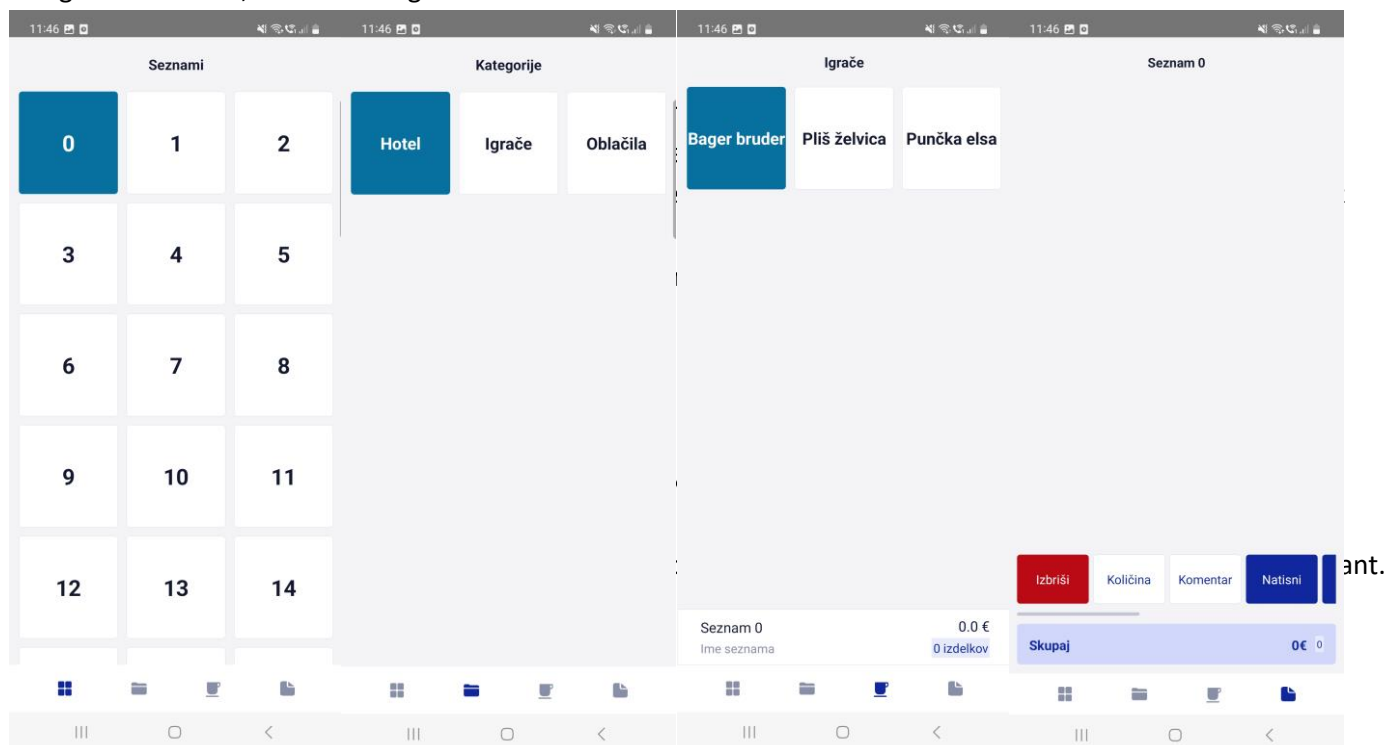 11:46
Seznami
0 1 2
3 4 5
6 7 8
9 10 11
12 13 14
11:46
Kategorije
Hotel Igrače Oblačila
11:46
Igrače
Bager bruder Pliš želvica Punčka elsa
Seznam 0 0.0 €
Ime seznama 0 izdelkov
11:46
Seznam 0
Izbriši Količina Komentar Natisni
Skupaj 0€ 0
ant.